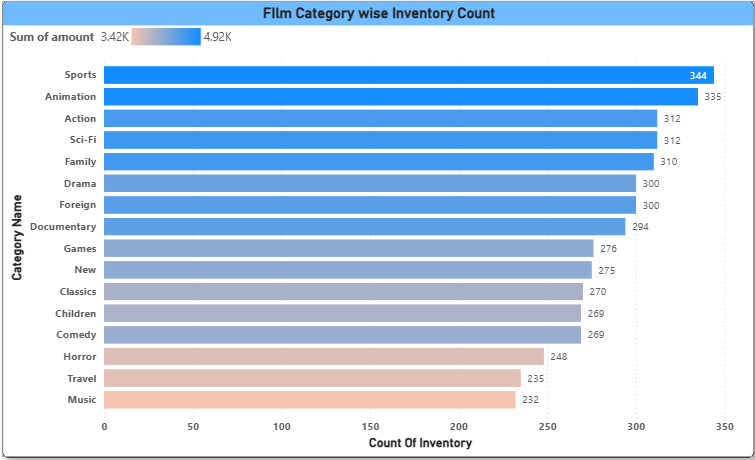 FIlm Category wise Inventory Count
Sum of amount 3.42K 4.92K
Category Name
Sports 344
Animation 335
Action 312
Sci-Fi 312
Family 310
Drama 300
Foreign 300
Documentary 294
Games 276
New 275
Classics 270
Children 269
Comedy 269
Horror 248
Travel 235
Music 232
0 50 100 150 200 250 300 350
Count Of Inventory